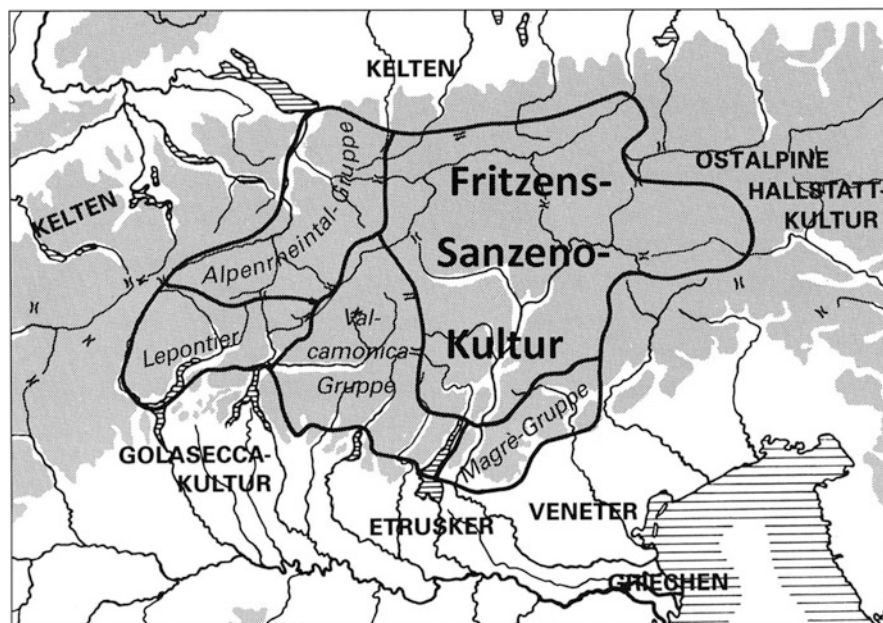 KELTEN
KELTEN
Alpenrheintal-Gruppe
Fritzens-
Sanzeno-
Kultur
OSTALPINE
HALLSTATT-
KULTUR
Lepontier
Val-
camonica-
Gruppe
Magrè-Gruppe
GOLASECCA-
KULTUR
ETRUSKER
VENETER
GRIECHEN